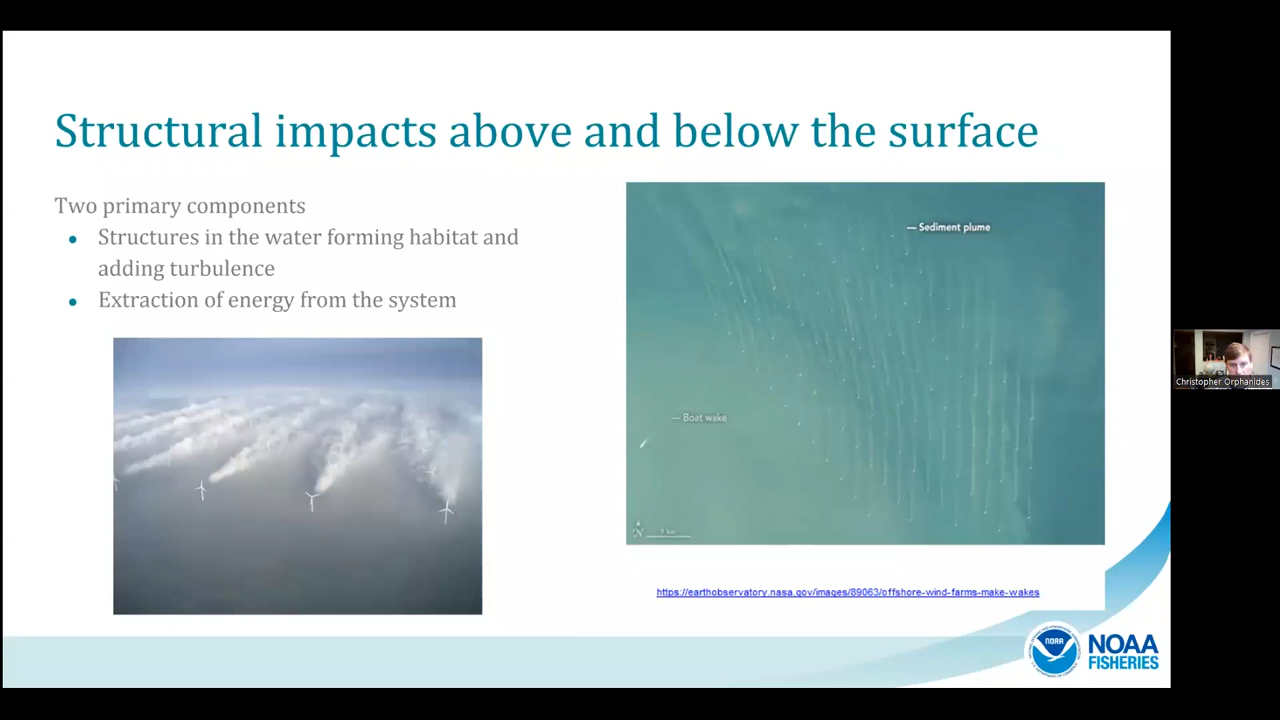 Structural impacts above and below the surface
Two primary components
• Structures in the water forming habitat and
adding turbulence
• Extraction of energy from the system
Sediment plume
Boat wake
N
1 km
https://earthobservatory.nasa.gov/images/89063/offshore-wind-farms-make-wakes
NOAA
NOAA
FISHERIES
Christopher Orphanides